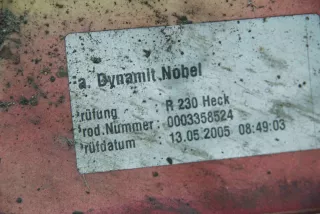 a. Dynamit Nobel
rüfung : R 230 Heck
rod.Nummer : 0003358524
rüfdatum : 13.05.2005 08:49:03